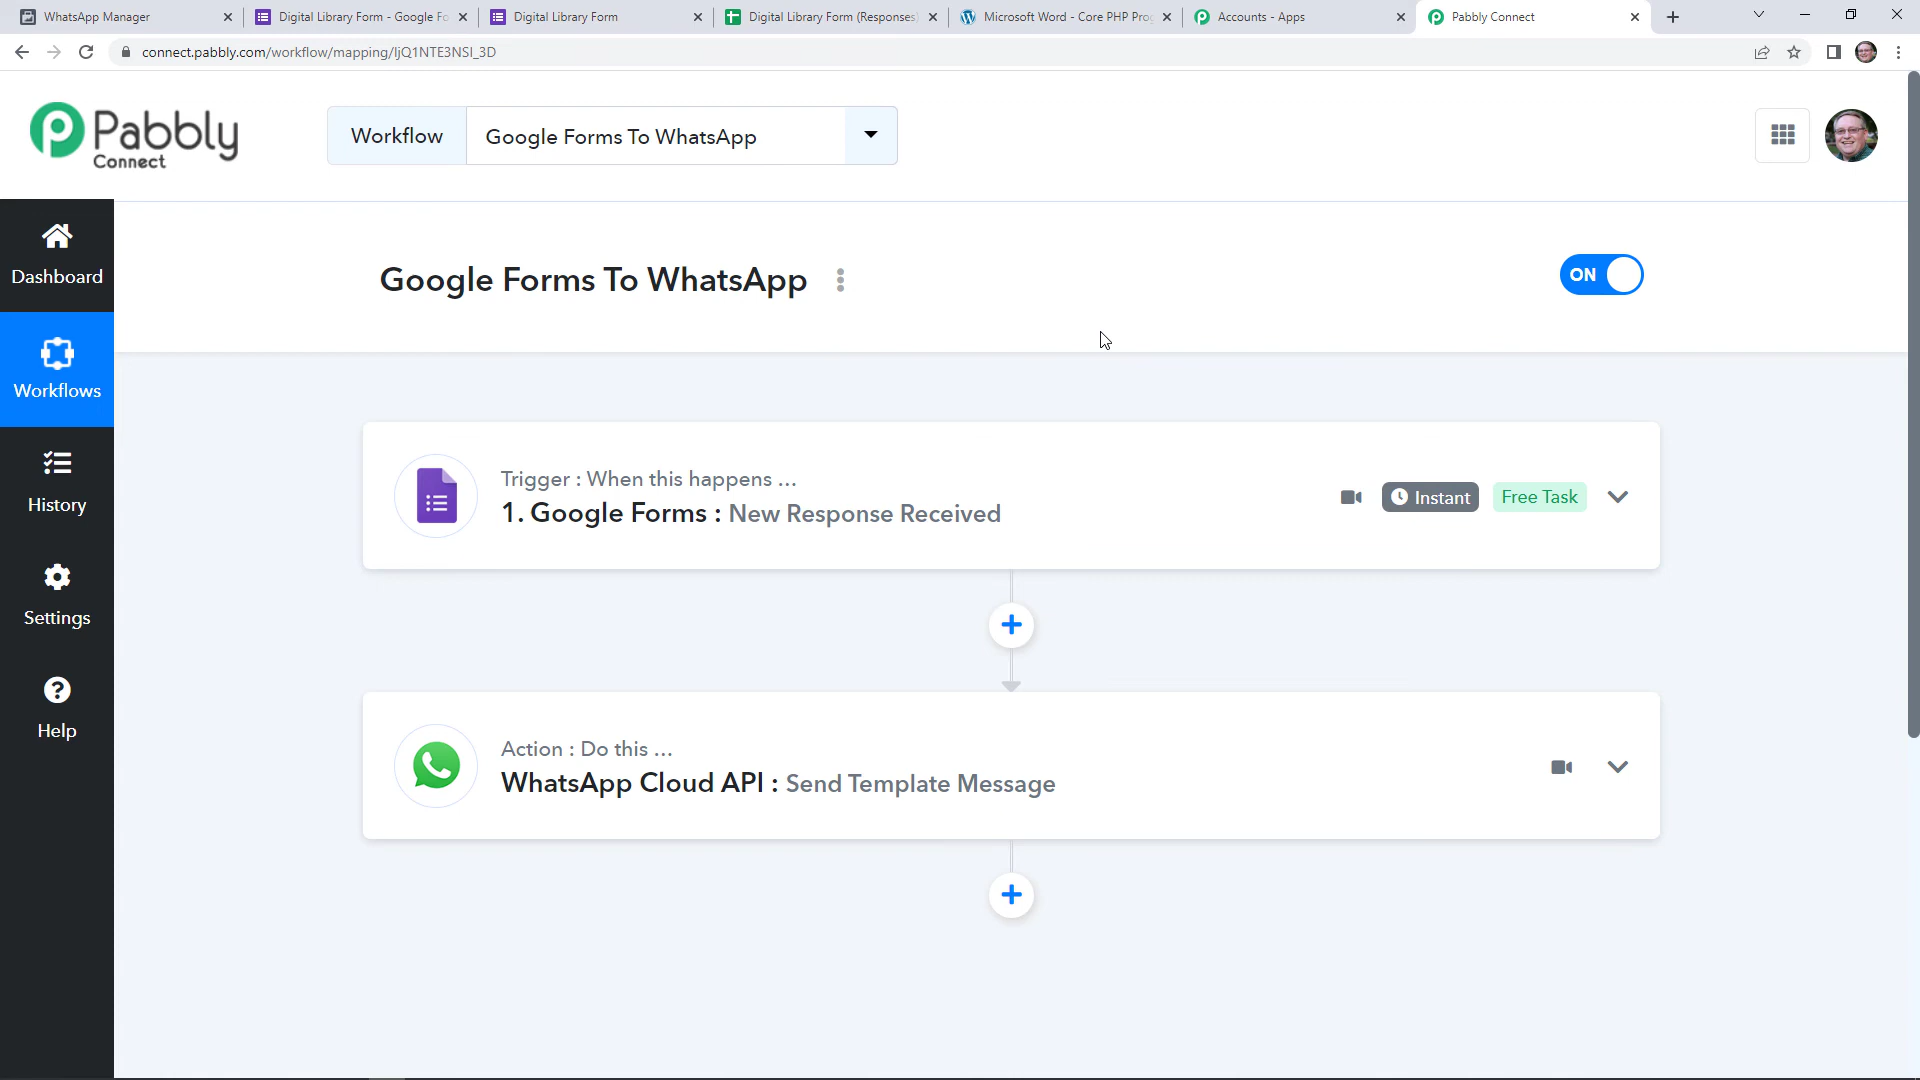 WhatsApp Manager
Digital Library Form - Google Fo
Digital Library Form
Digital Library Form (Responses)
Microsoft Word - Core PHP Prog
Accounts - Apps
Pabbly Connect
connect.pabbly.com/workflow/mapping/IjQ1NTE3NSI_3D
Pabbly
Connect
Workflow
Google Forms To WhatsApp
Dashboard
Workflows
History
Settings
Help
Google Forms To WhatsApp
ON
Trigger : When this happens ...
1. Google Forms : New Response Received
Instant
Free Task
Action : Do this ...
WhatsApp Cloud API : Send Template Message